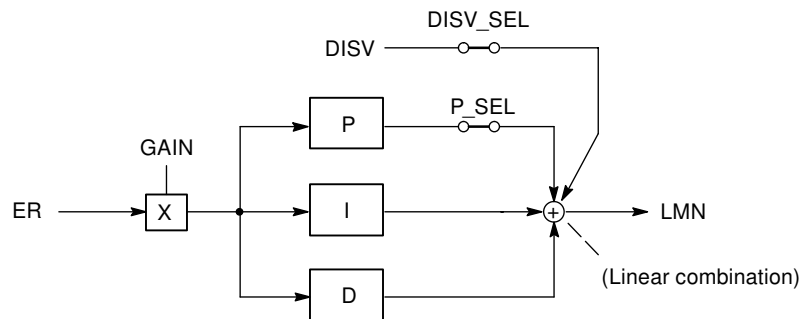 DISV_SEL
DISV
P
P_SEL
GAIN
ER
X
I
+
LMN
(Linear combination)
D